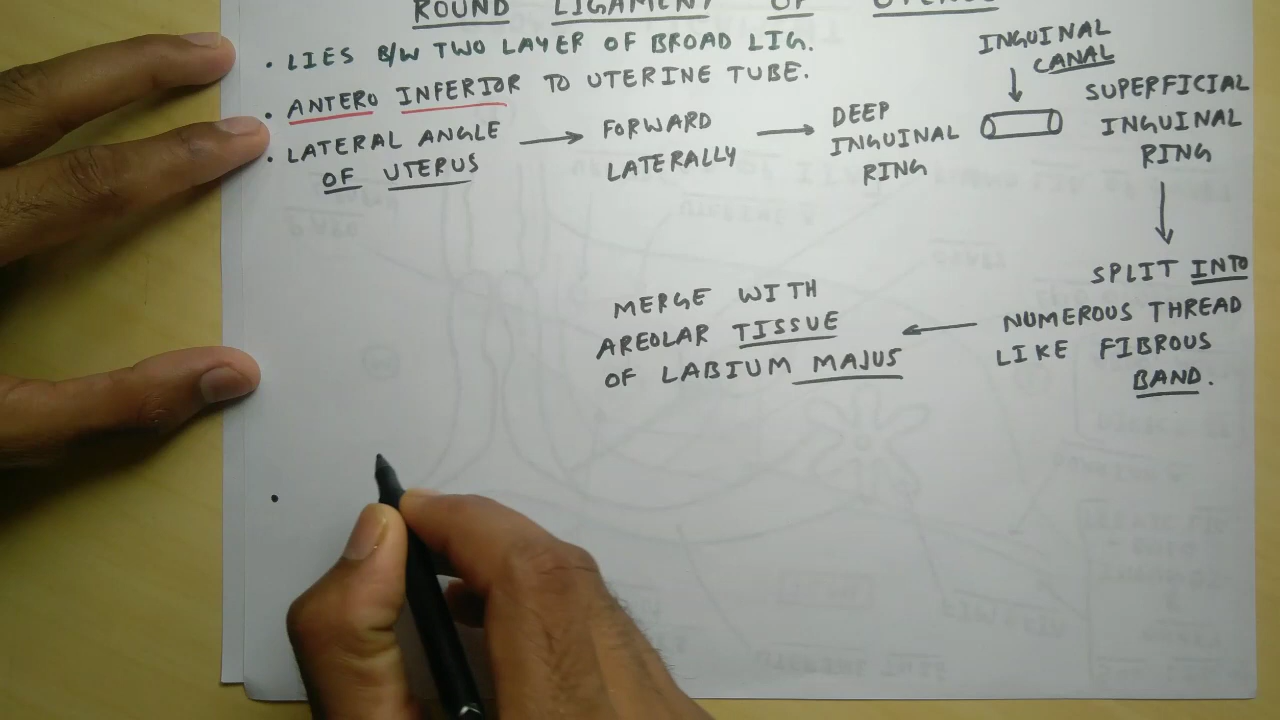 ROUND LIGAMENT OF UTERUS
• LIES B/W TWO LAYER OF BROAD LIG.
• ANTERO INFERIOR TO UTERINE TUBE.
• LATERAL ANGLE
OF UTERUS
FORWARD
LATERALLY
DEEP
INGUINAL
RING
INGUINAL
CANAL
SUPERFICIAL
INGUINAL
RING
SPLIT INTO
NUMEROUS THREAD
LIKE FIBROUS
BAND.
MERGE WITH
AREOLAR TISSUE
OF LABIUM MAJUS
•